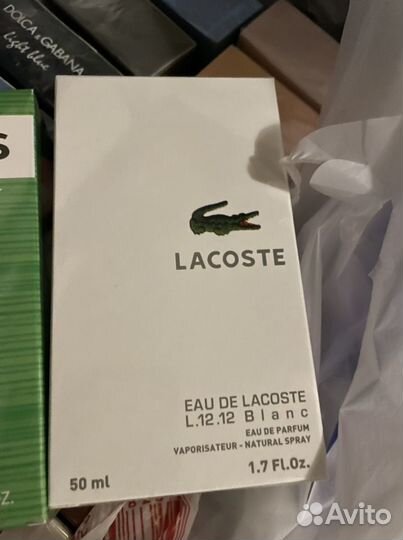 DOLCE & GABBANA
light blue
S
LACOSTE
EAU DE LACOSTE
L.12.12 Blanc
EAU DE PARFUM
VAPORISATEUR - NATURAL SPRAY
50 ml
1.7 Fl.Oz.
z.
Avito